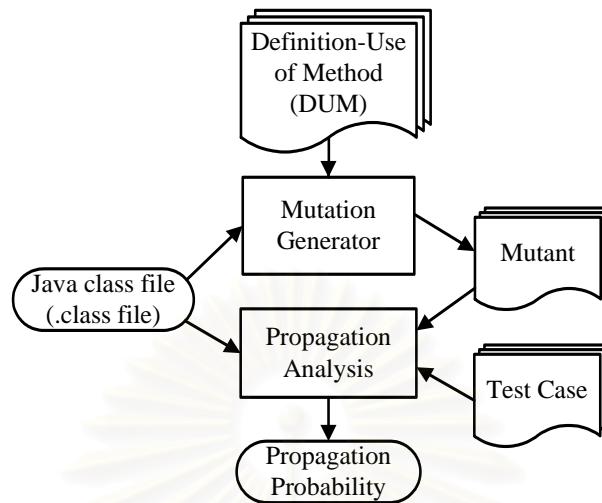 Definition-Use
of Method
(DUM)
Mutation
Generator
Mutant
Java class file
(.class file)
Propagation
Analysis
Test Case
Propagation
Probability